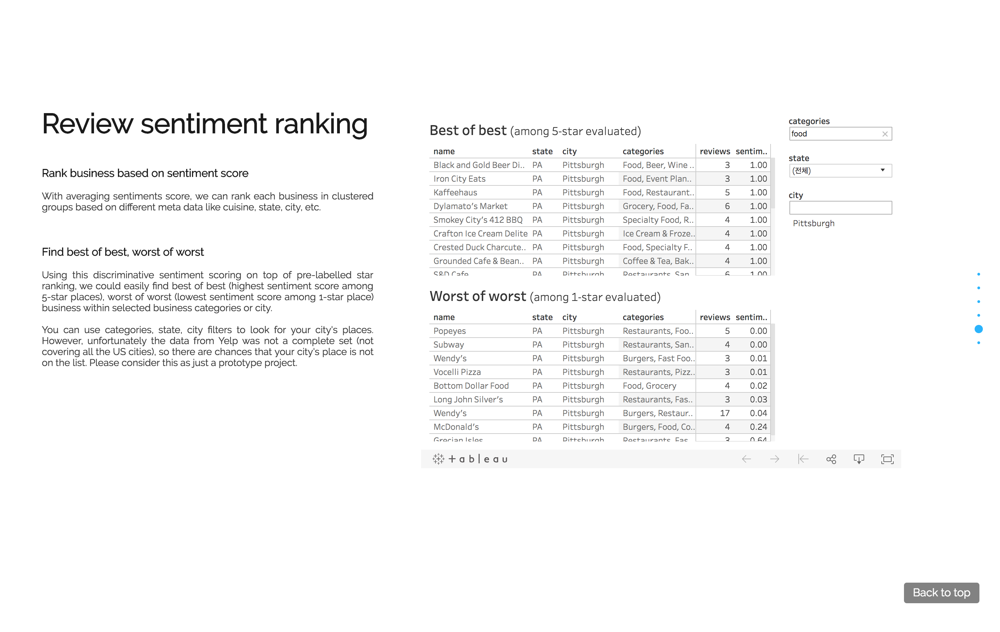 Review sentiment ranking
Rank business based on sentiment score
With averaging sentiments score, we can rank each business in clustered
groups based on different meta data like cuisine, state, city, etc.
Find best of best, worst of worst
Using this discriminative sentiment scoring on top of pre-labelled star
ranking, we could easily find best of best (highest sentiment score among
5-star places), worst of worst (lowest sentiment score among 1-star place)
business within selected business categories or city.
You can use categories, state, city filters to look for your city's places.
However, unfortunately the data from Yelp was not a complete set (not
covering all the US cities), so there are chances that your city's place is not
on the list. Please consider this as just a prototype project.
Best of best (among 5-star evaluated)
name state city categories reviews sentim..
Black and Gold Beer Di.. PA Pittsburgh Food, Beer, Wine .. 3 1.00
Iron City Eats PA Pittsburgh Food, Event Plan.. 3 1.00
Kaffeehaus PA Pittsburgh Food, Restaurant.. 5 1.00
Dylamato's Market PA Pittsburgh Grocery, Food, Fa.. 6 1.00
Smokey City's 412 BBQ PA Pittsburgh Specialty Food, R.. 4 1.00
Crafton Ice Cream Delite PA Pittsburgh Ice Cream & Froze.. 4 1.00
Crested Duck Charcute.. PA Pittsburgh Food, Specialty F.. 4 1.00
Grounded Cafe & Bean.. PA Pittsburgh Coffee & Tea, Bak.. 4 1.00
S&D Cafe PA Pittsburgh Restaurants, San 6 1.00
Worst of worst (among 1-star evaluated)
name state city categories reviews sentim..
Popeyes PA Pittsburgh Restaurants, Foo.. 5 0.00
Subway PA Pittsburgh Restaurants, San.. 4 0.00
Wendy's PA Pittsburgh Burgers, Fast Foo.. 3 0.01
Vocelli Pizza PA Pittsburgh Restaurants, Pizz.. 3 0.01
Bottom Dollar Food PA Pittsburgh Food, Grocery 4 0.02
Long John Silver's PA Pittsburgh Restaurants, Fas.. 3 0.03
Wendy's PA Pittsburgh Burgers, Restaur.. 17 0.04
McDonald's PA Pittsburgh Burgers, Food, Co.. 4 0.24
Grecian Isles PA Pittsburgh Restaurants, Fas 3 0.64
categories
food
state
(전체)
city
Pittsburgh
+ableau
Back to top